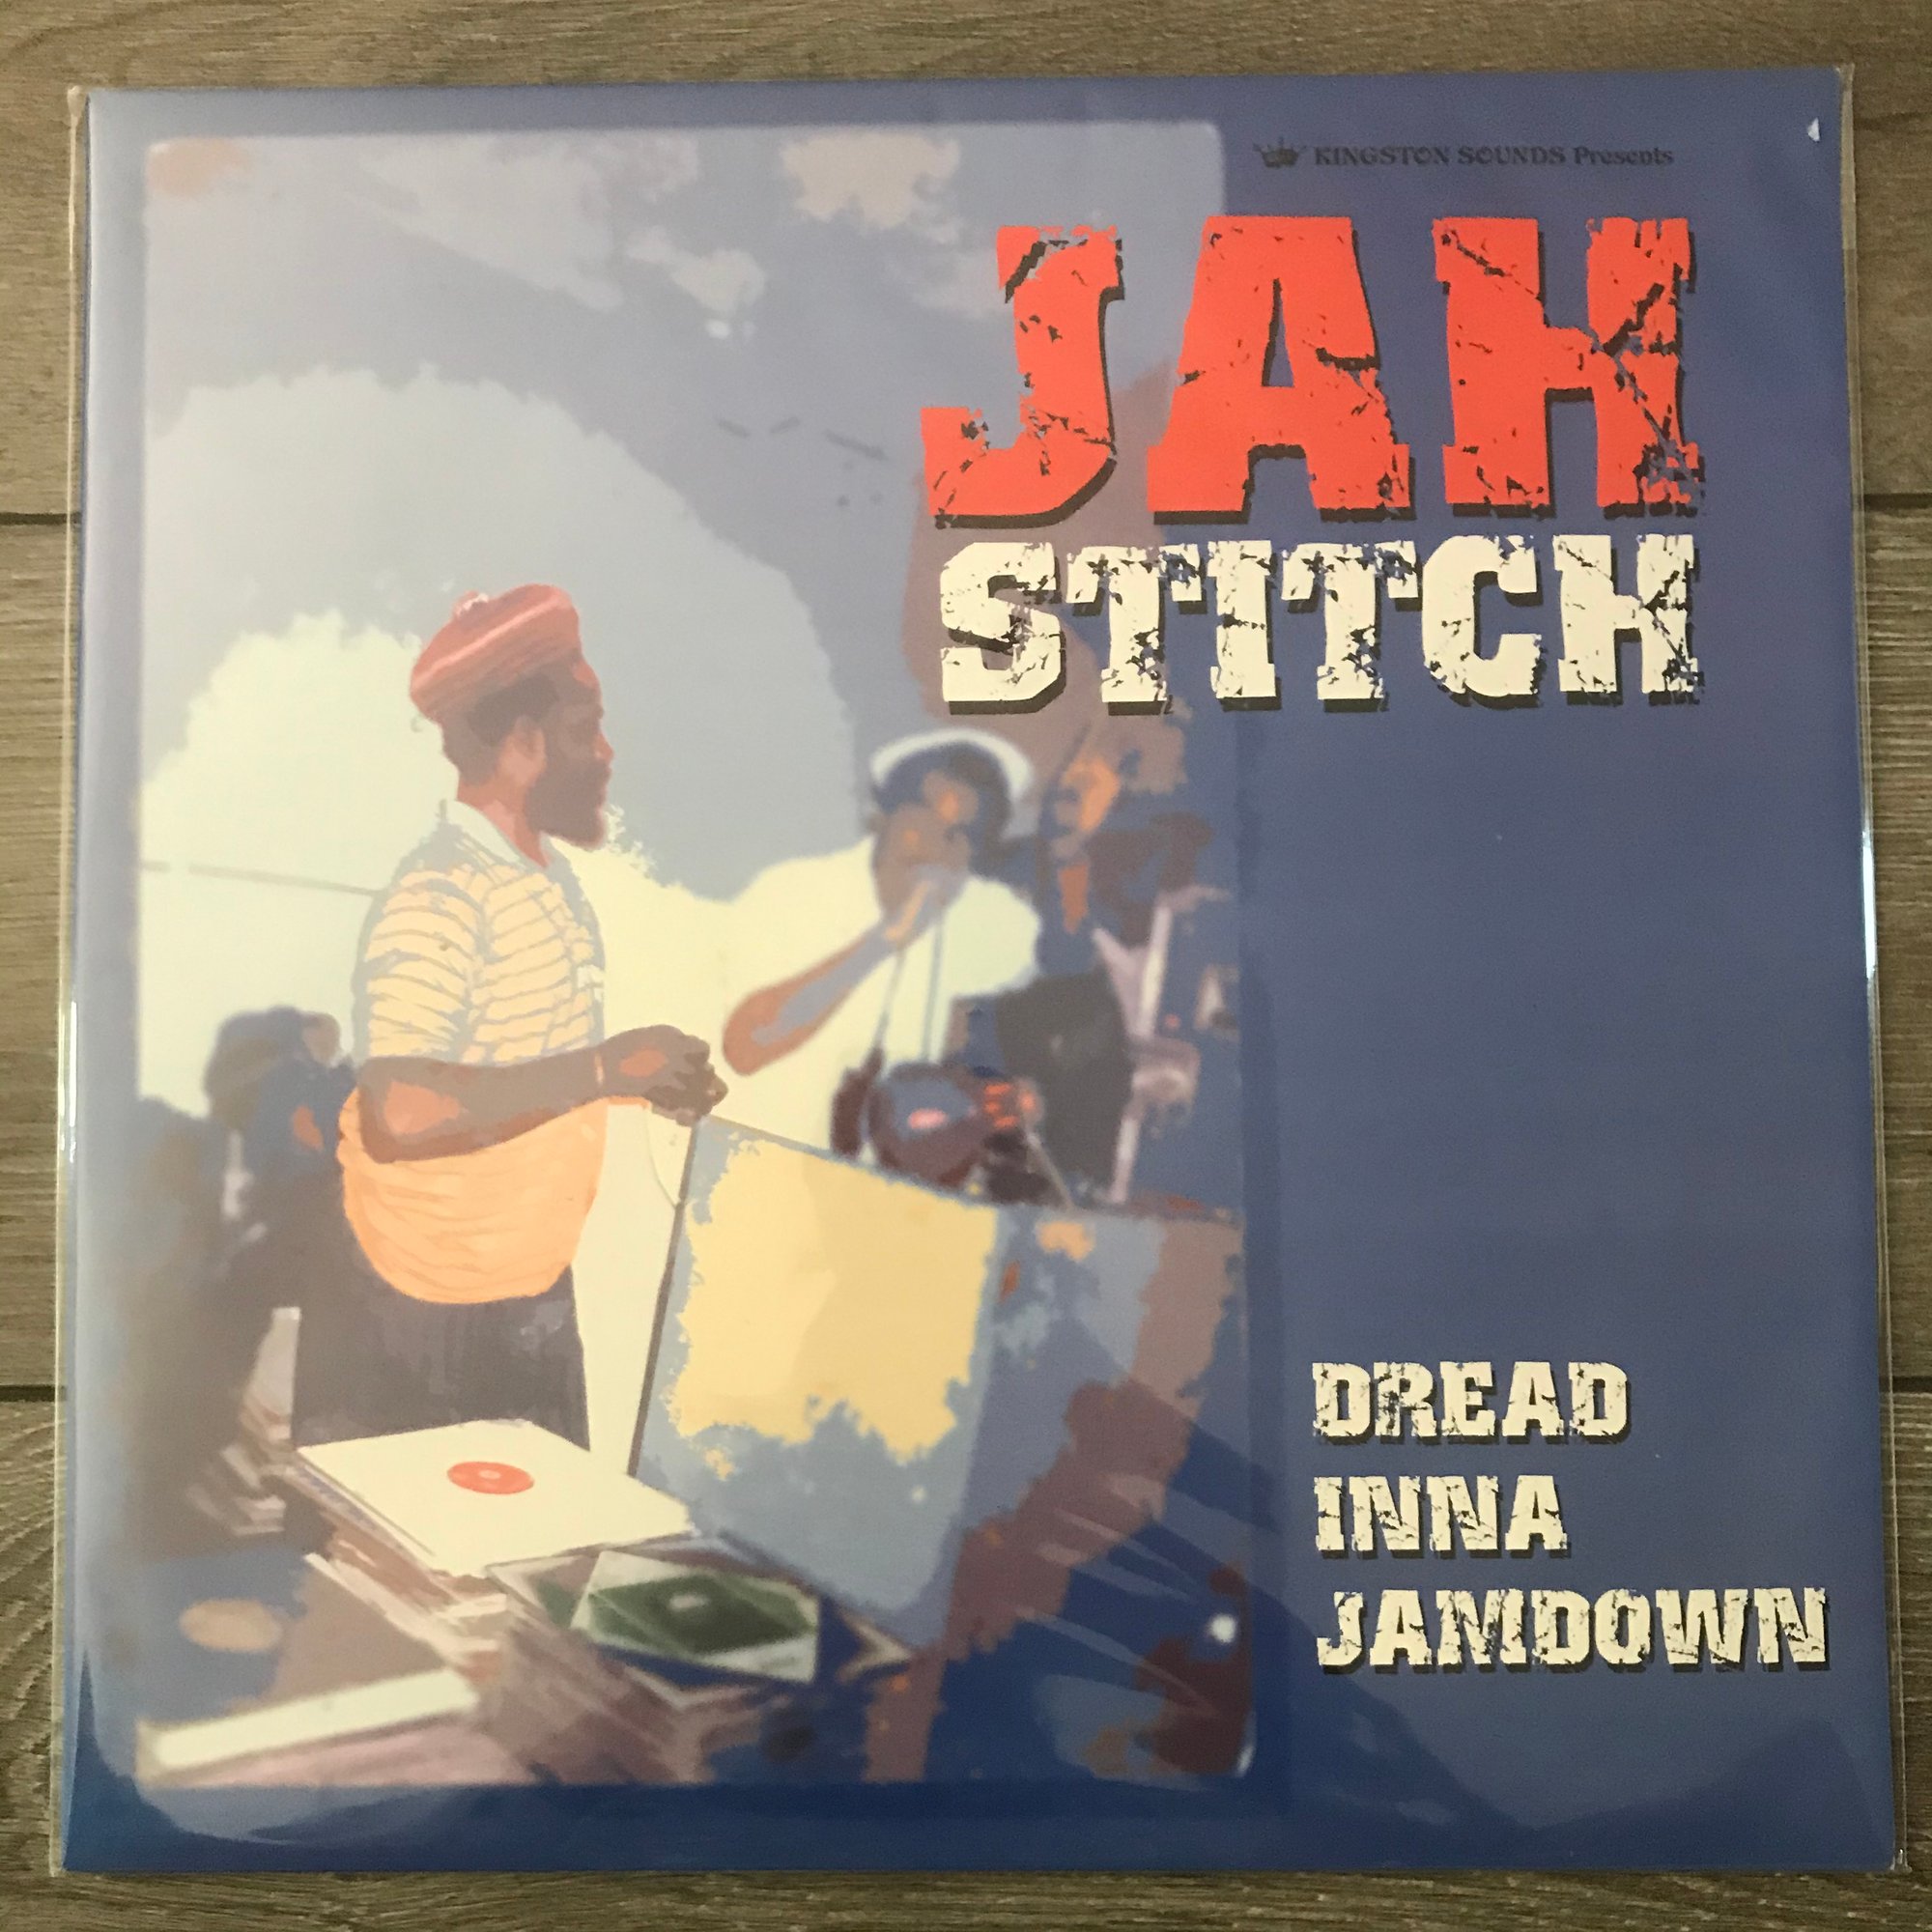 KINGSTON SOUNDS Presents
JAH
STITCH
DREAD
INNA
JAMDOWN